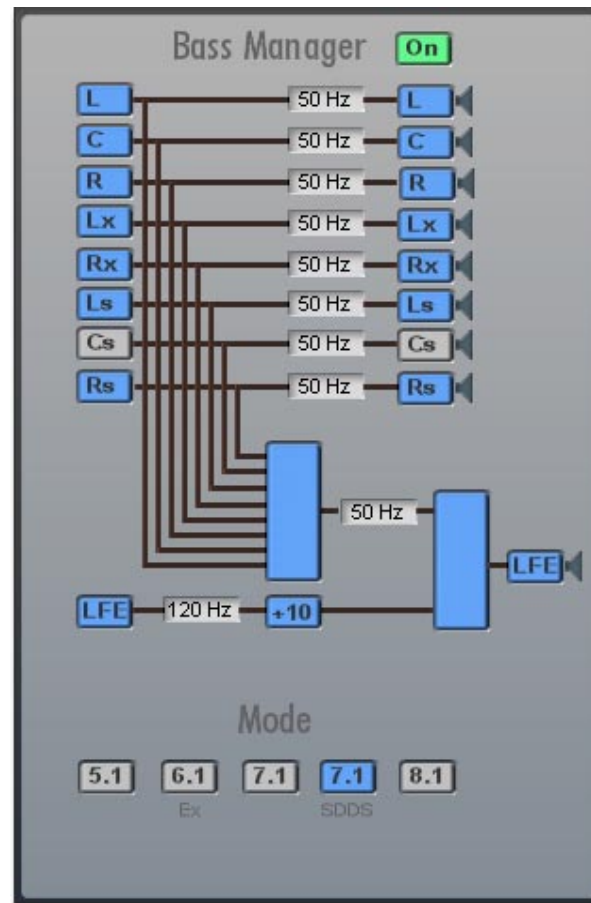 Bass Manager On
L 50 Hz L
C 50 Hz C
R 50 Hz R
Lx 50 Hz Lx
Rx 50 Hz Rx
Ls 50 Hz Ls
Cs 50 Hz Cs
Rs 50 Hz Rs
50 Hz
LFE
LFE 120 Hz +10
Mode
5.1 6.1 7.1 7.1 8.1
Ex SDDS